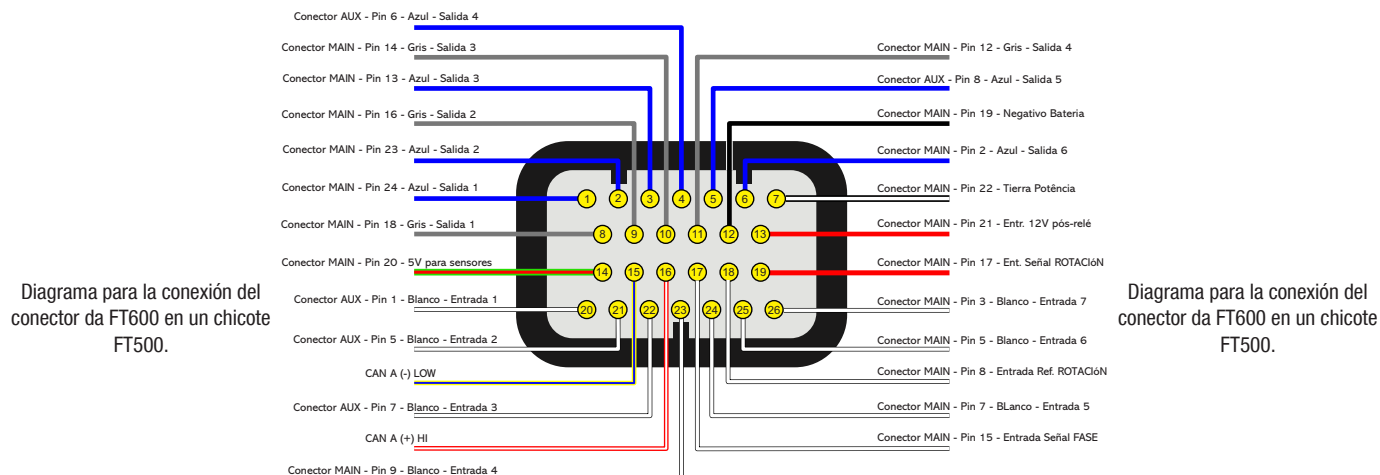 Conector AUX - Pin 6 - Azul - Salida 4
Conector MAIN - Pin 14 - Gris - Salida 3
Conector MAIN - Pin 13 - Azul - Salida 3
Conector MAIN - Pin 16 - Gris - Salida 2
Conector MAIN - Pin 23 - Azul - Salida 2
Conector MAIN - Pin 24 - Azul - Salida 1
Conector MAIN - Pin 18 - Gris - Salida 1
Conector MAIN - Pin 20 - 5V para sensores
Conector AUX - Pin 1 - Blanco - Entrada 1
Conector AUX - Pin 5 - Blanco - Entrada 2
CAN A (-) LOW
Conector AUX - Pin 7 - Blanco - Entrada 3
CAN A (+) HI
Conector MAIN - Pin 9 - Blanco - Entrada 4
Diagrama para la conexión del
conector da FT600 en un chicote
FT500.
1 2 3 4 5 6 7
8 9 10 11 12 13
14 15 16 17 18 19
20 21 22 23 24 25 26
Conector MAIN - Pin 12 - Gris - Salida 4
Conector AUX - Pin 8 - Azul - Salida 5
Conector MAIN - Pin 19 - Negativo Bateria
Conector MAIN - Pin 2 - Azul - Salida 6
Conector MAIN - Pin 22 - Tierra Potência
Conector MAIN - Pin 21 - Entr. 12V pós-relé
Conector MAIN - Pin 17 - Ent. Señal ROTACIóN
Conector MAIN - Pin 3 - Blanco - Entrada 7
Conector MAIN - Pin 5 - Blanco - Entrada 6
Conector MAIN - Pin 8 - Entrada Ref. ROTACIóN
Conector MAIN - Pin 7 - BLanco - Entrada 5
Conector MAIN - Pin 15 - Entrada Señal FASE
Diagrama para la conexión del
conector da FT600 en un chicote
FT500.